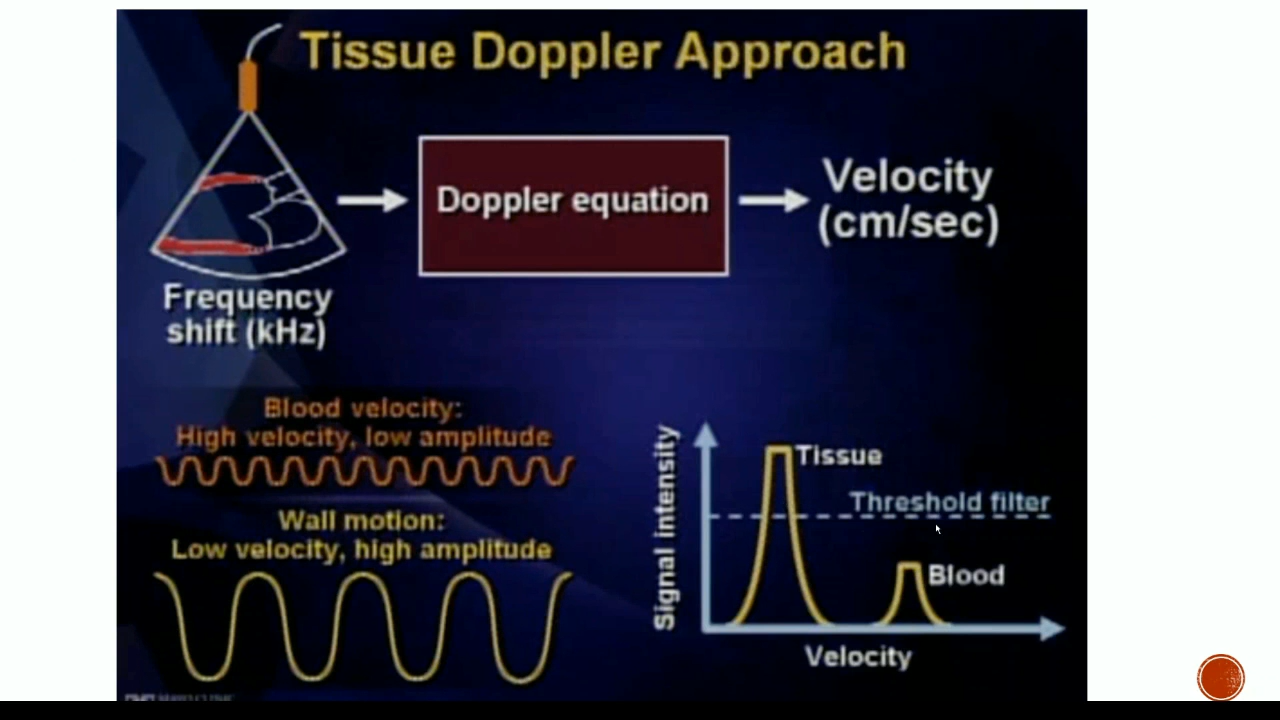 Tissue Doppler Approach
Doppler equation
Velocity
(cm/sec)
Frequency
shift (kHz)
Blood velocity:
High velocity, low amplitude
Wall motion:
Low velocity, high amplitude
Signal intensity
Tissue
Threshold filter
Blood
Velocity